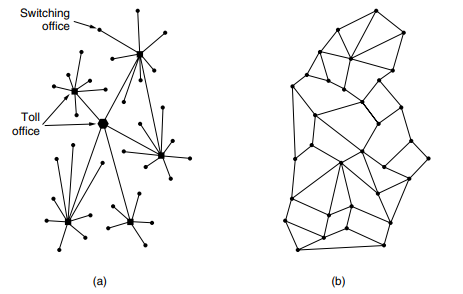 Switching
office
Toll
office
(a)
(b)